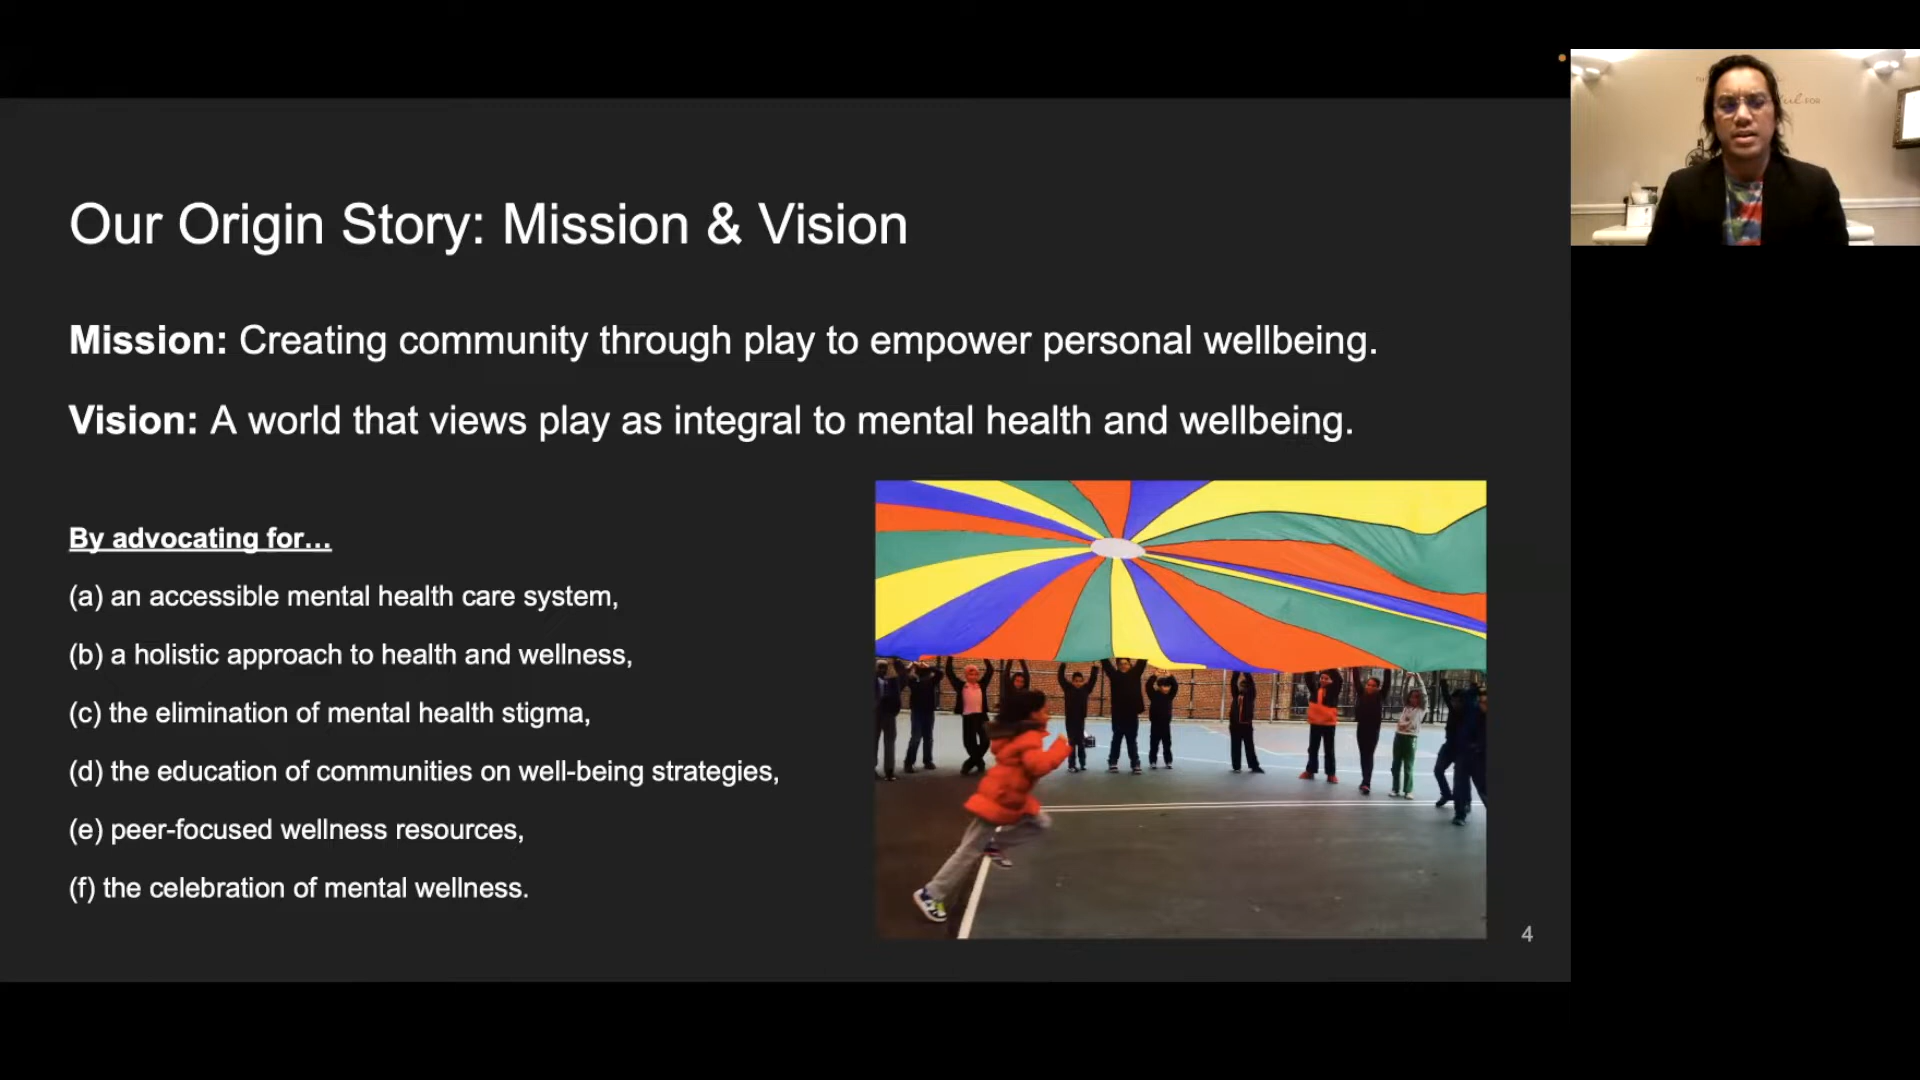 Our Origin Story: Mission & Vision
Mission: Creating community through play to empower personal wellbeing.
Vision: A world that views play as integral to mental health and wellbeing.
By advocating for…
(a) an accessible mental health care system,
(b) a holistic approach to health and wellness,
(c) the elimination of mental health stigma,
(d) the education of communities on well-being strategies,
(e) peer-focused wellness resources,
(f) the celebration of mental wellness.
4
FOR